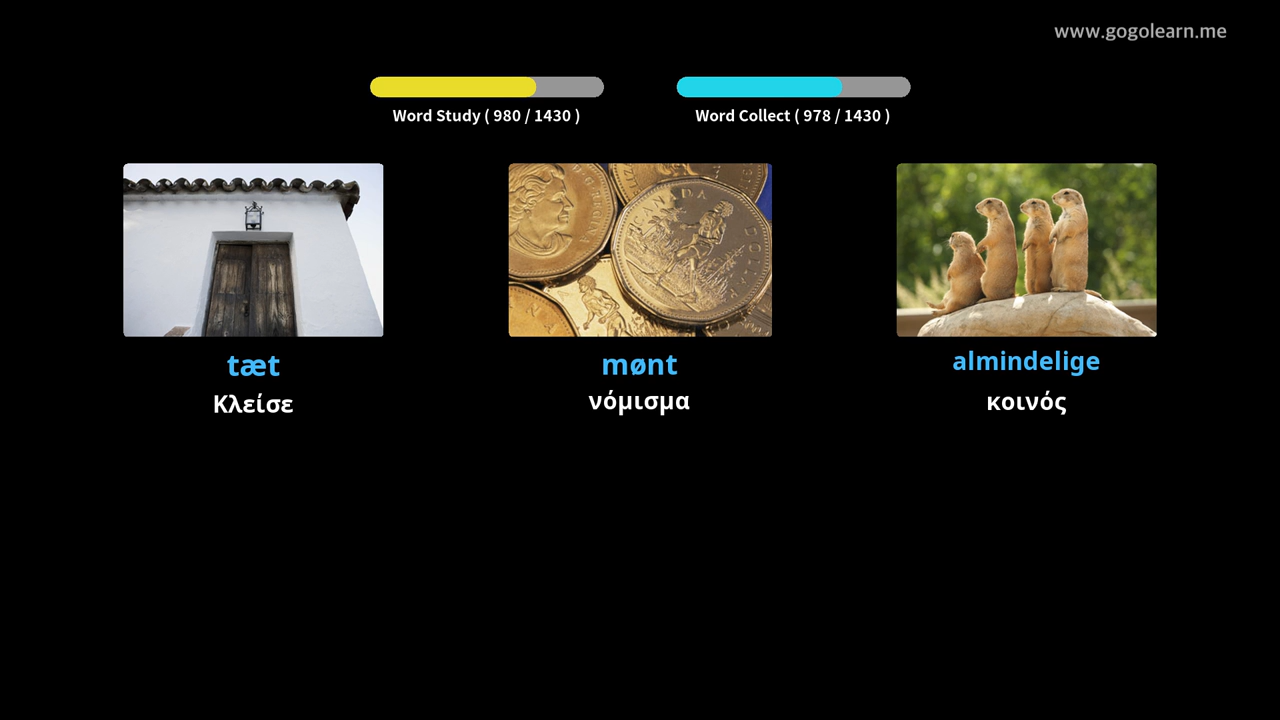 www.gogolearn.me
Word Study ( 980 / 1430 )
Word Collect ( 978 / 1430 )
tæt
mønt
almindelige
Κλείσε
νόμισμα
κοινός